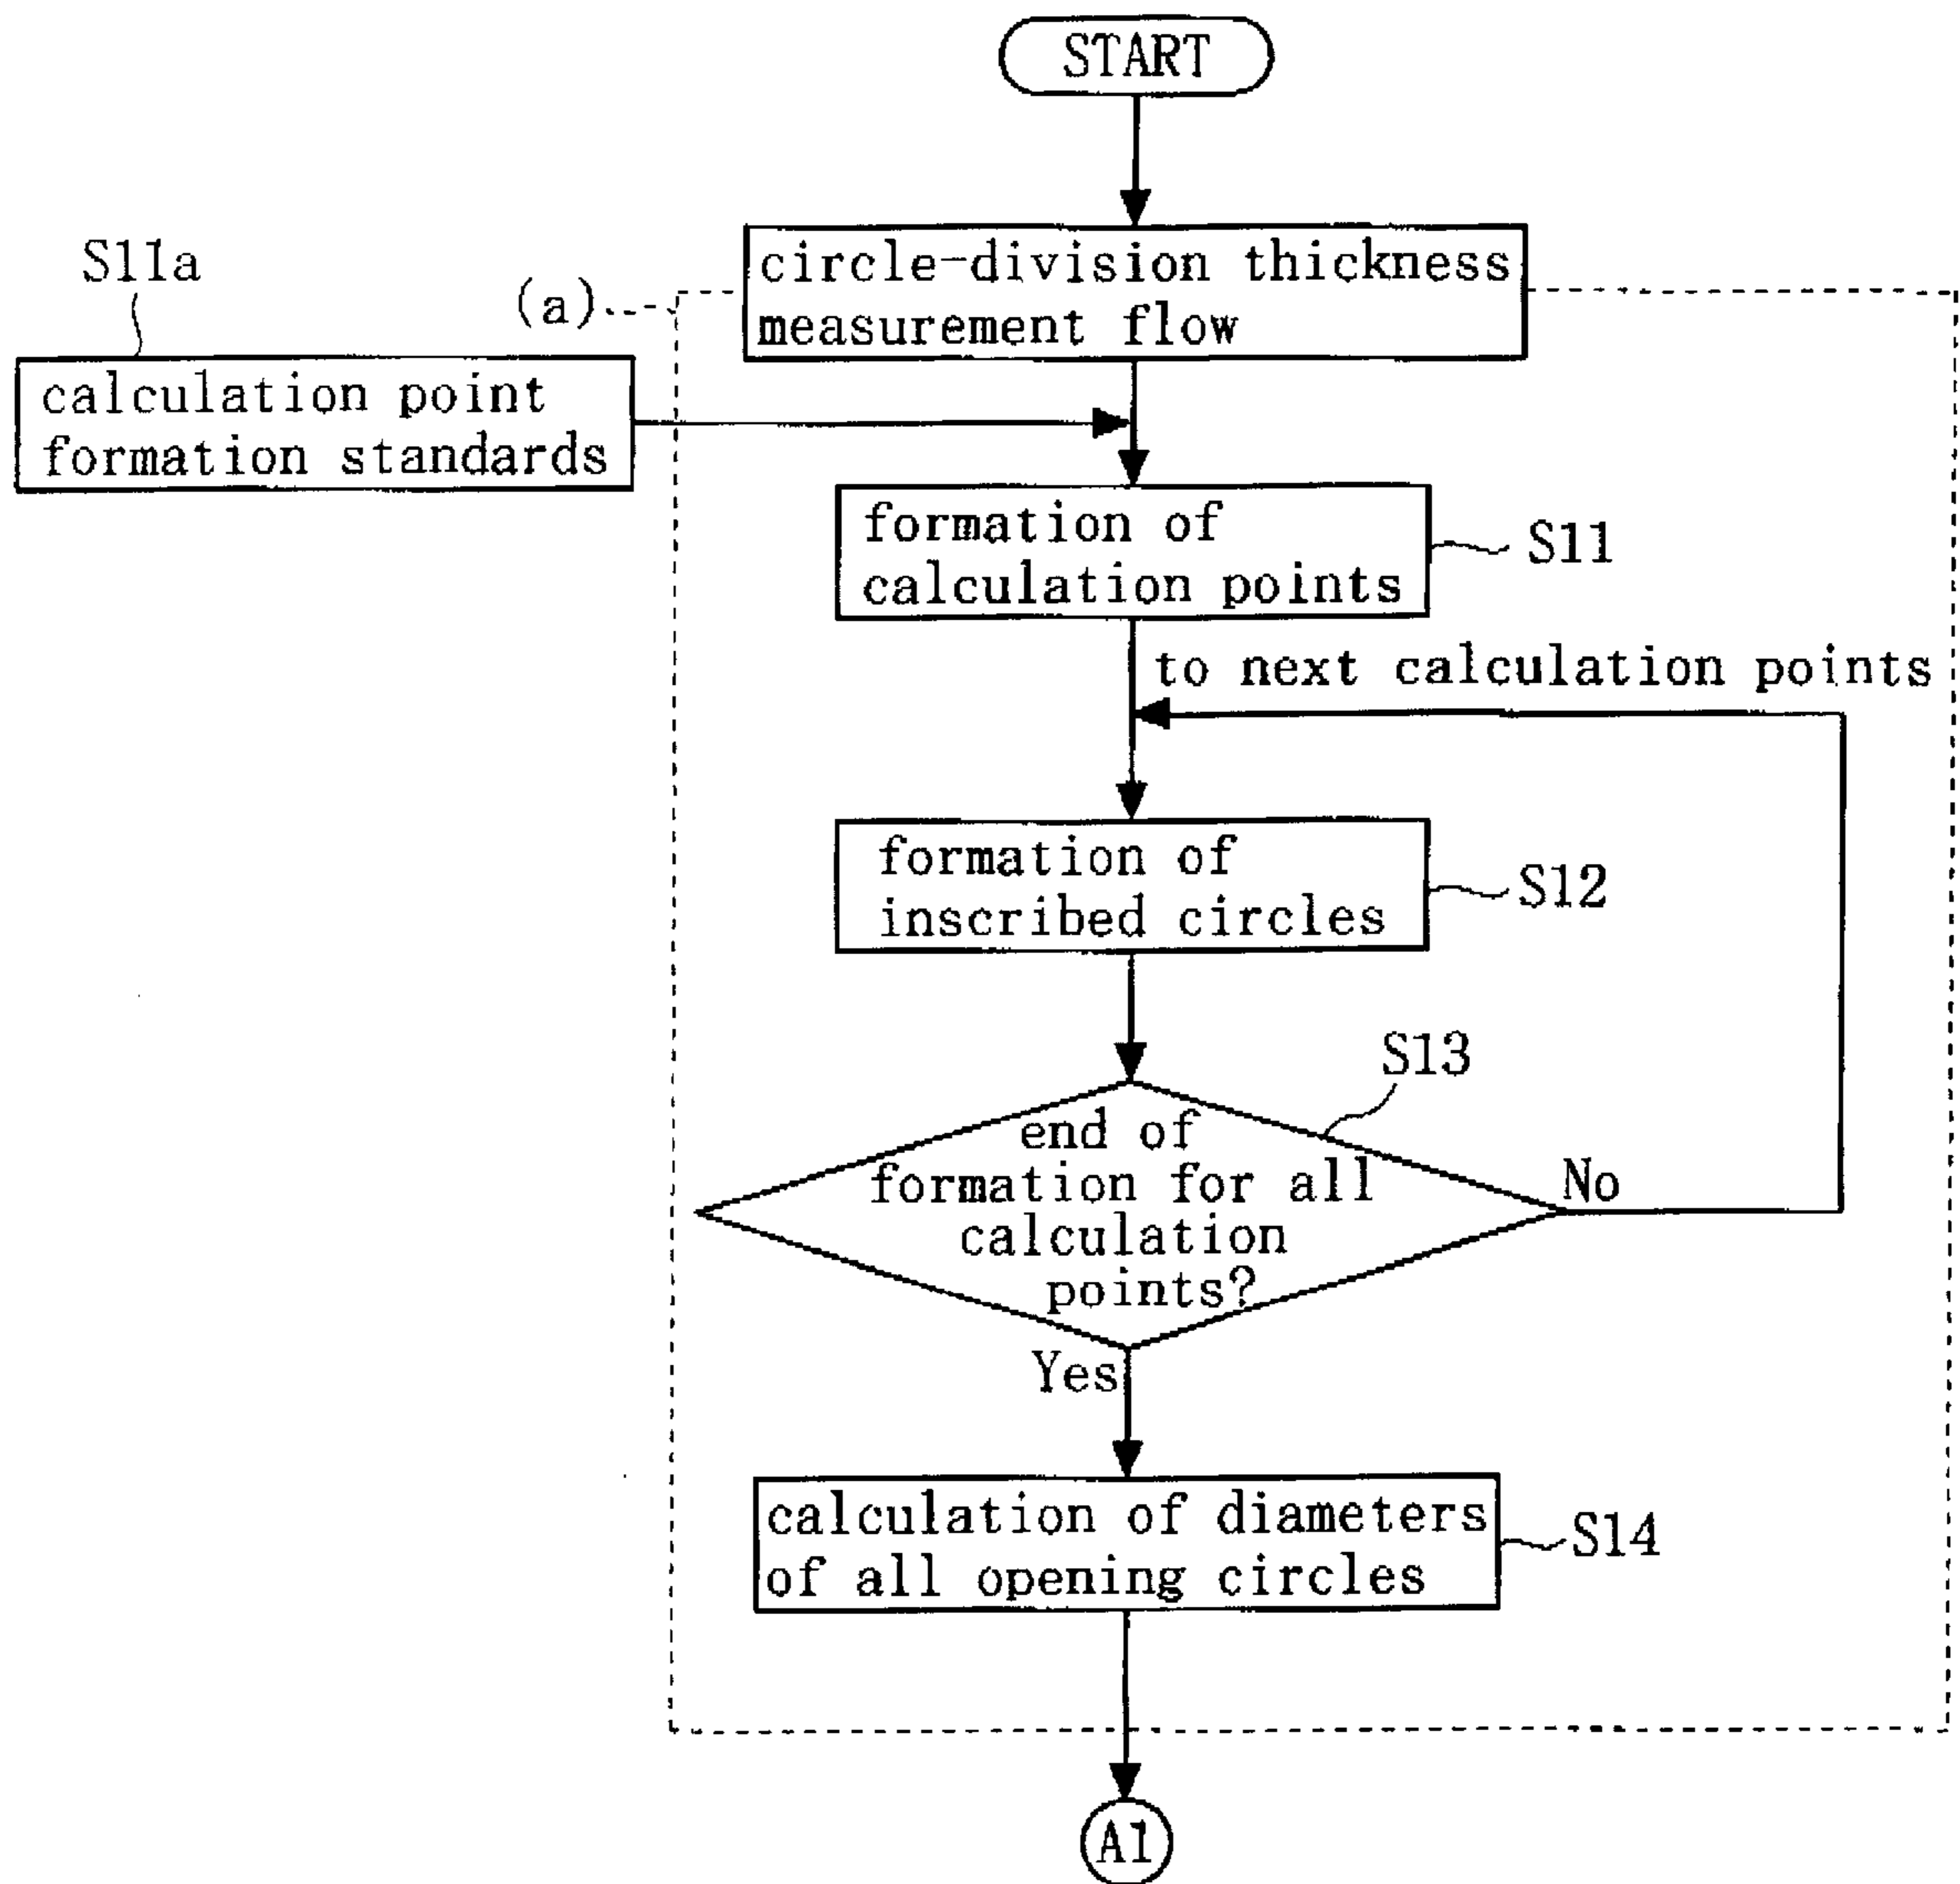 START
circle-division thickness
measurement flow
S11a
(a)
calculation point
formation standards
formation of
calculation points
S11
to next calculation points
formation of
inscribed circles
S12
S13
end of
formation for all
calculation
points?
No
Yes
calculation of diameters
of all opening circles
S14
A1